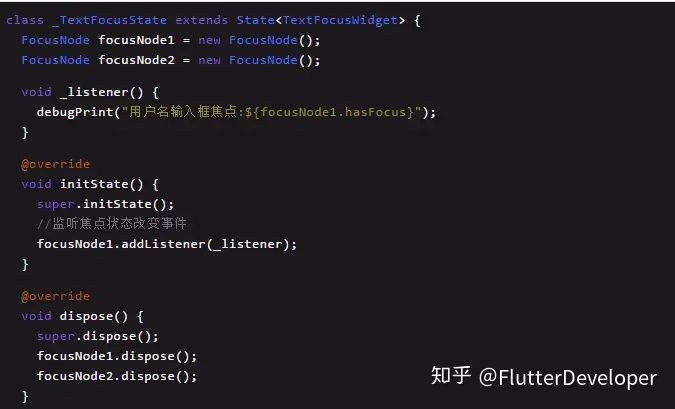 class _TextFocusState extends State<TextFocusWidget> {
  FocusNode focusNode1 = new FocusNode();
  FocusNode focusNode2 = new FocusNode();

  void _listener() {
    debugPrint("用户名输入框焦点:${focusNode1.hasFocus}");
  }

  @override
  void initState() {
    super.initState();
    //监听焦点状态改变事件
    focusNode1.addListener(_listener);
  }

  @override
  void dispose() {
    super.dispose();
    focusNode1.dispose();
    focusNode2.dispose();
  }
知乎 @FlutterDeveloper